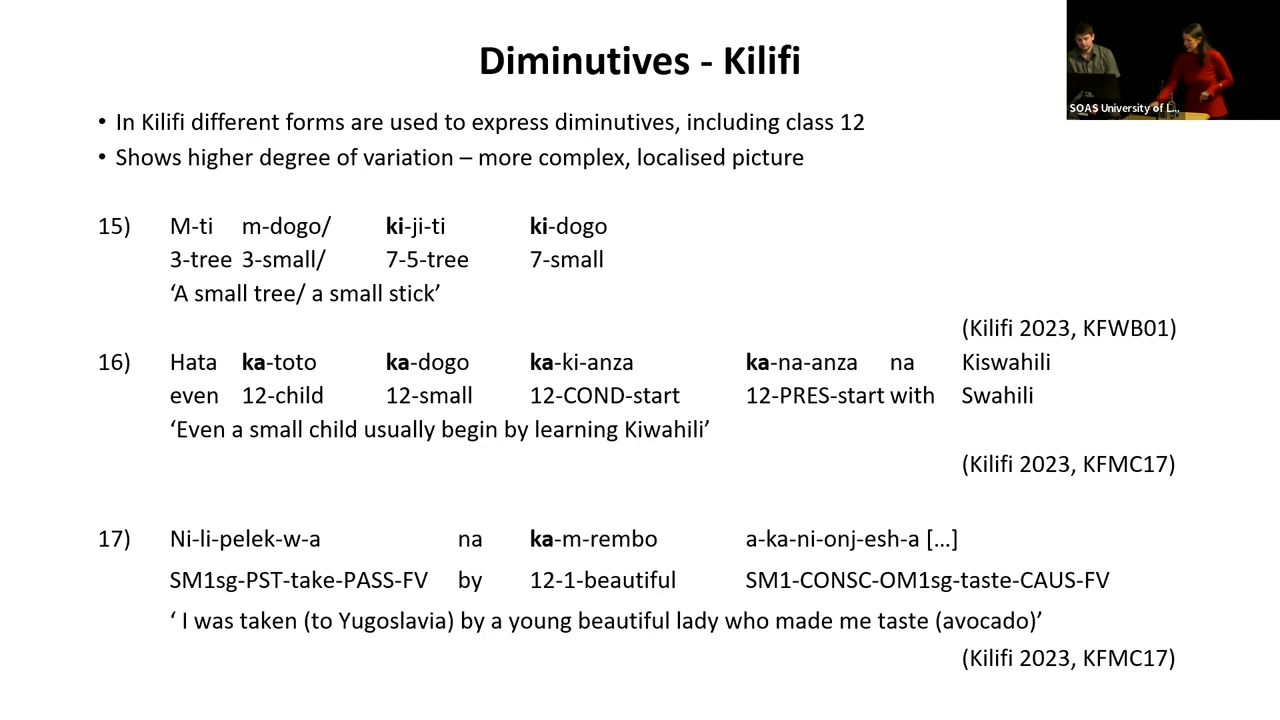 Diminutives - Kilifi
SOAS University of L...
• In Kilifi different forms are used to express diminutives, including class 12
• Shows higher degree of variation – more complex, localised picture
15) M-ti m-dogo/ ki-ji-ti ki-dogo
3-tree 3-small/ 7-5-tree 7-small
‘A small tree/ a small stick’
(Kilifi 2023, KFWB01)
16) Hata ka-toto ka-dogo ka-ki-anza ka-na-anza na Kiswahili
even 12-child 12-small 12-COND-start 12-PRES-start with Swahili
‘Even a small child usually begin by learning Kiwahili’
(Kilifi 2023, KFMC17)
17) Ni-li-pelek-w-a na ka-m-rembo a-ka-ni-onj-esh-a […]
SM1sg-PST-take-PASS-FV by 12-1-beautiful SM1-CONSC-OM1sg-taste-CAUS-FV
‘ I was taken (to Yugoslavia) by a young beautiful lady who made me taste (avocado)’
(Kilifi 2023, KFMC17)